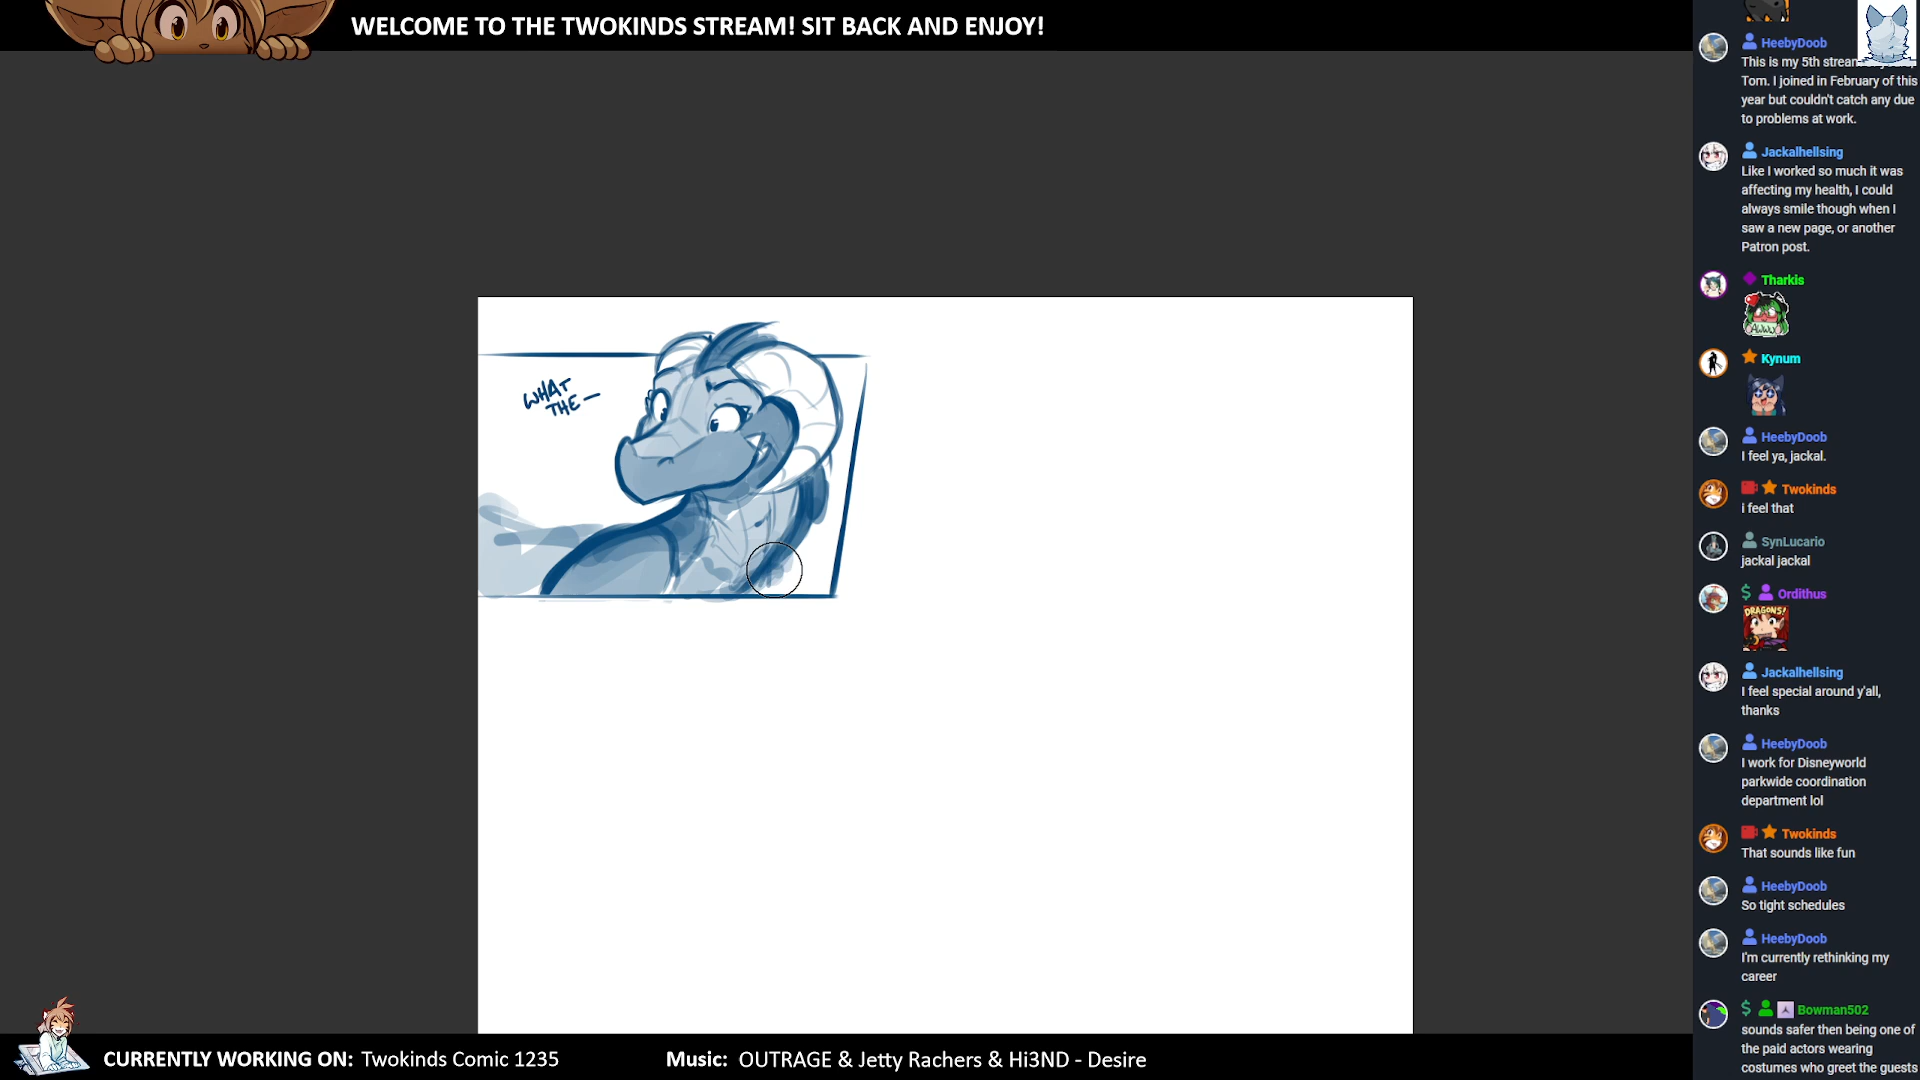 WELCOME TO THE TWOKINDS STREAM! SIT BACK AND ENJOY!
WHAT
THE—
HeebyDoob
This is my 5th stream
Tom. I joined in February of this
year but couldn't catch any due
to problems at work.
Jackalhellsing
Like I worked so much it was
affecting my health, I could
always smile though when I
saw a new page, or another
Patron post.
Tharkis
AWWW
Kynum
HeebyDoob
I feel ya, jackal.
Twokinds
i feel that
SynLucario
jackal jackal
Ordithus
DRAGONS!
Jackalhellsing
I feel special around y'all,
thanks
HeebyDoob
I work for Disneyworld
parkwide coordination
department lol
Twokinds
That sounds like fun
HeebyDoob
So tight schedules
HeebyDoob
I'm currently rethinking my
career
Bowman502
sounds safer then being one of
the paid actors wearing
costumes who greet the guests
CURRENTLY WORKING ON: Twokinds Comic 1235
Music: OUTRAGE & Jetty Rachers & Hi3ND - Desire